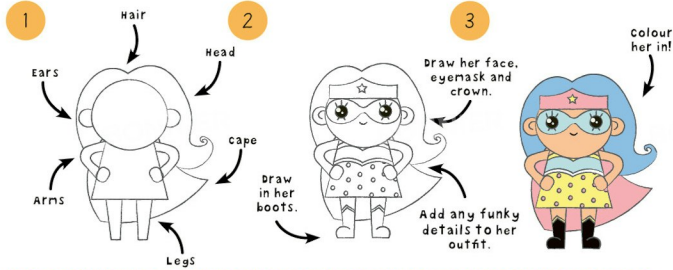 1
Hair
Head
Ears
Cape
Arms
Legs
2
Draw her face,
eyemask and
crown.
Draw
in her
boots.
Add any funky
details to her
outfit.
3
Colour
her in!